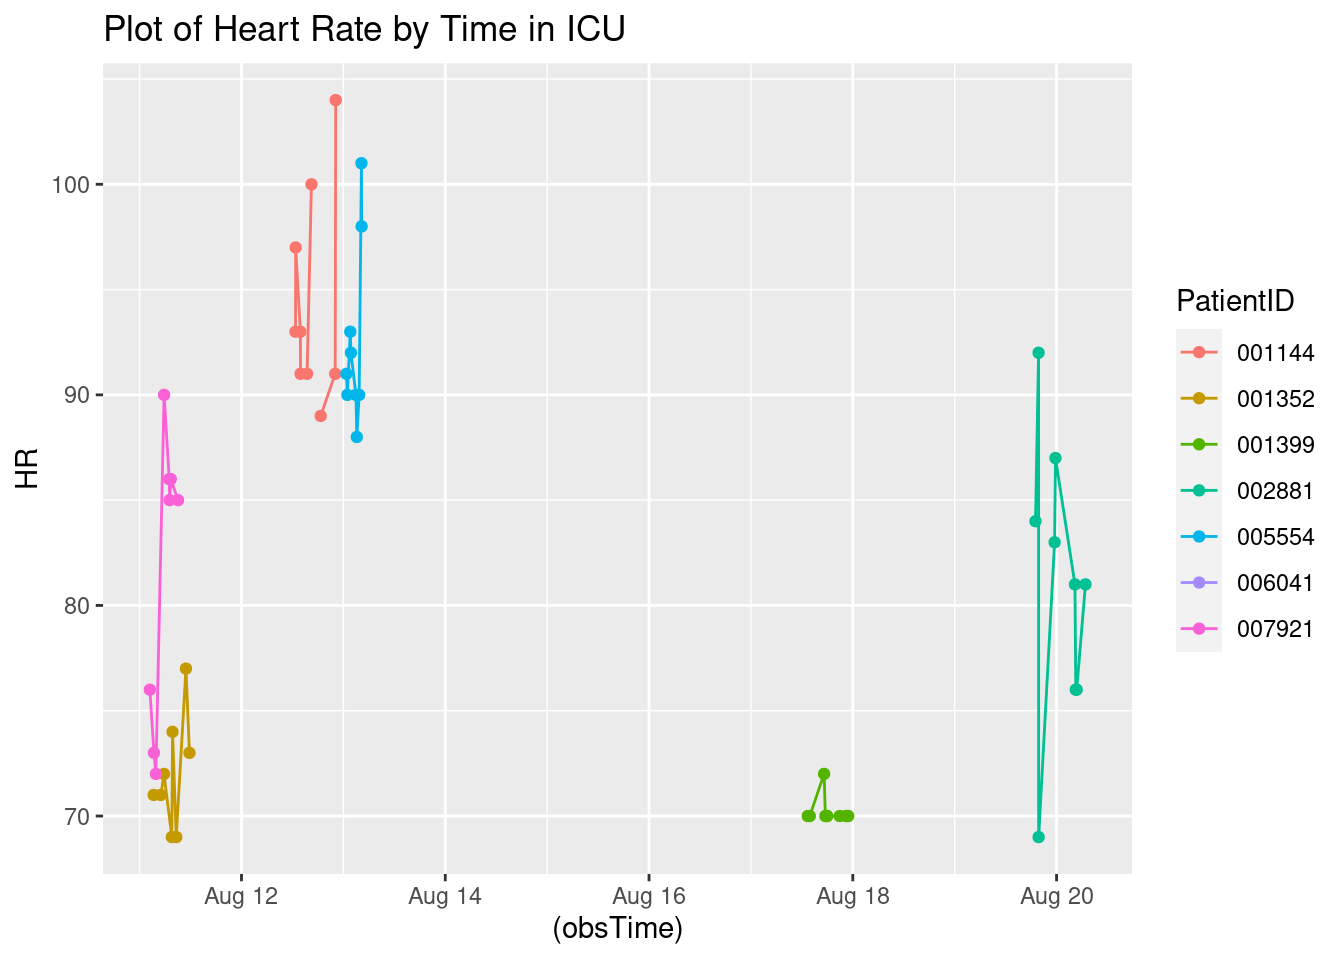 Plot of Heart Rate by Time in ICU
100
90
80
70
HR
Aug 12
Aug 14
Aug 16
Aug 18
Aug 20
(obsTime)
PatientID
001144
001352
001399
002881
005554
006041
007921